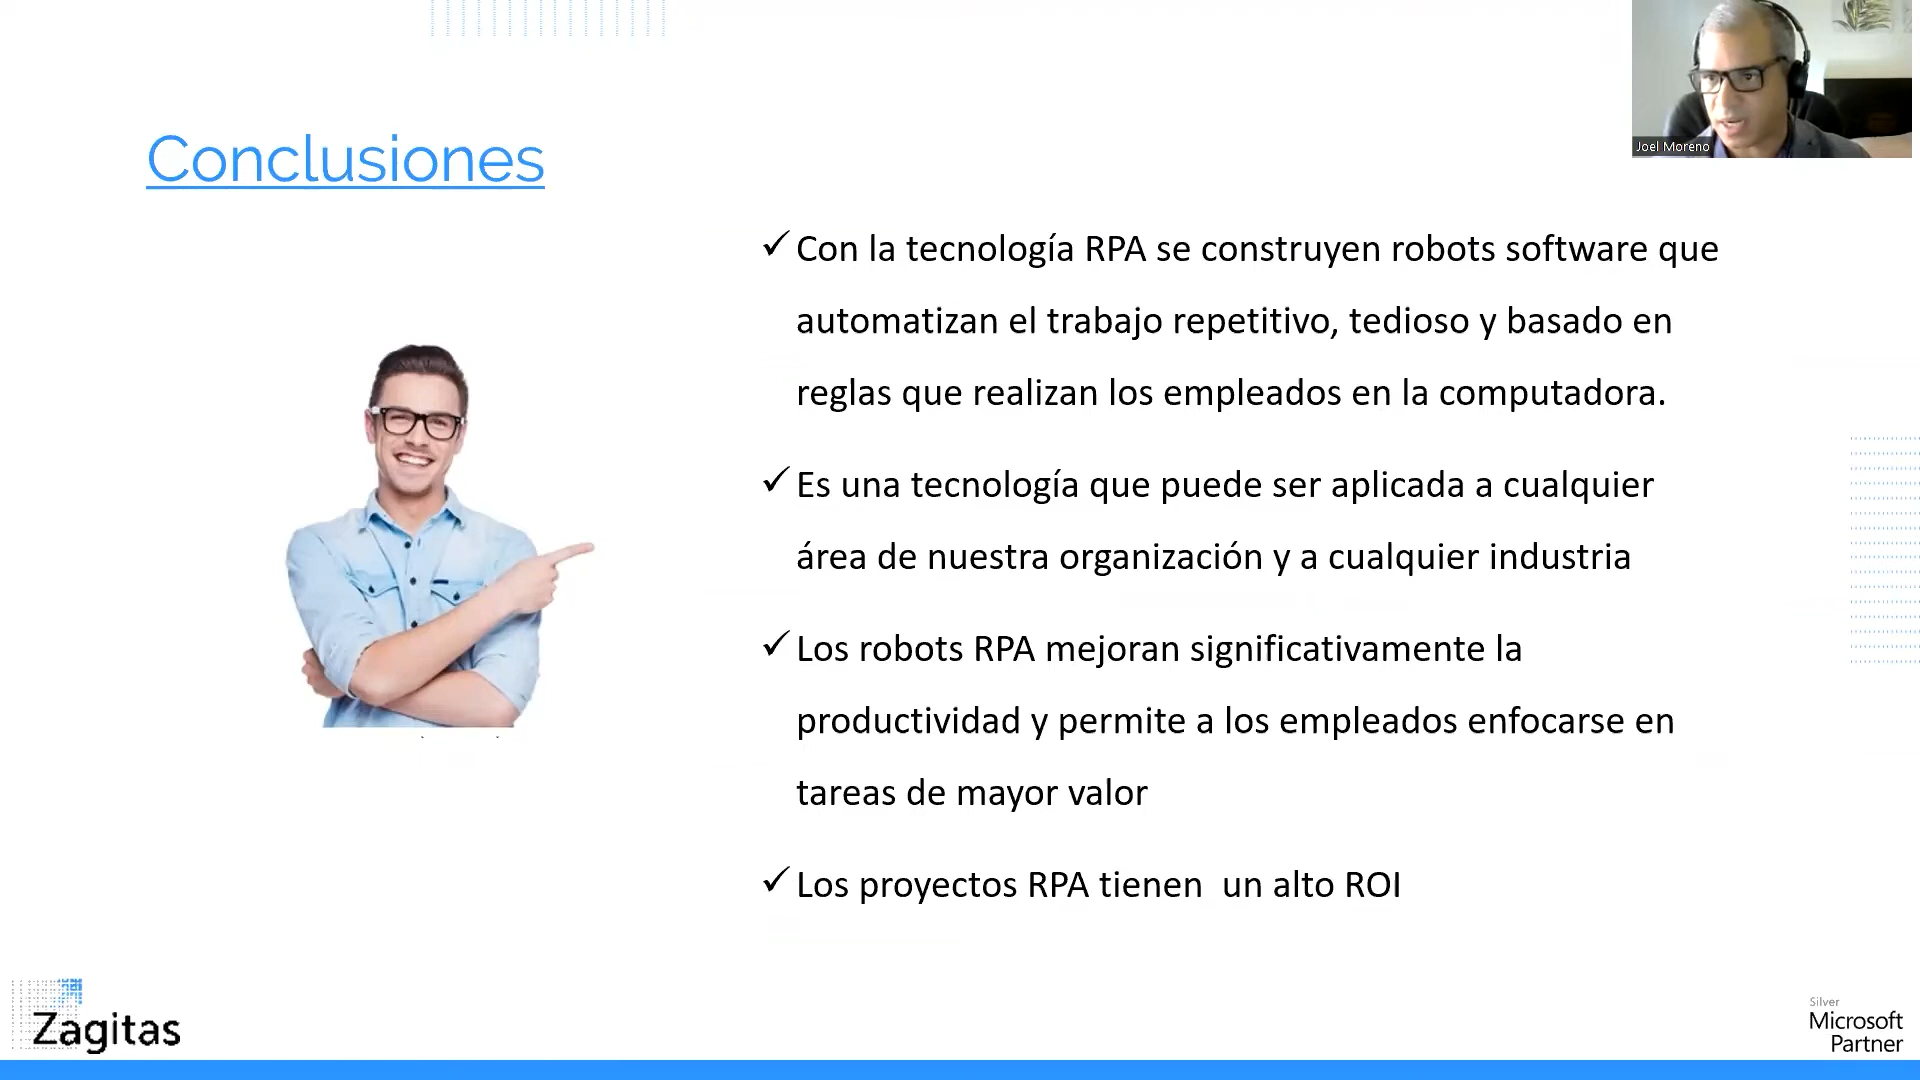 Joel Moreno
Conclusiones
✓ Con la tecnología RPA se construyen robots software que
automatizan el trabajo repetitivo, tedioso y basado en
reglas que realizan los empleados en la computadora.
✓ Es una tecnología que puede ser aplicada a cualquier
área de nuestra organización y a cualquier industria
✓ Los robots RPA mejoran significativamente la
productividad y permite a los empleados enfocarse en
tareas de mayor valor
✓ Los proyectos RPA tienen  un alto ROI
Zagitas
Silver
Microsoft
Partner